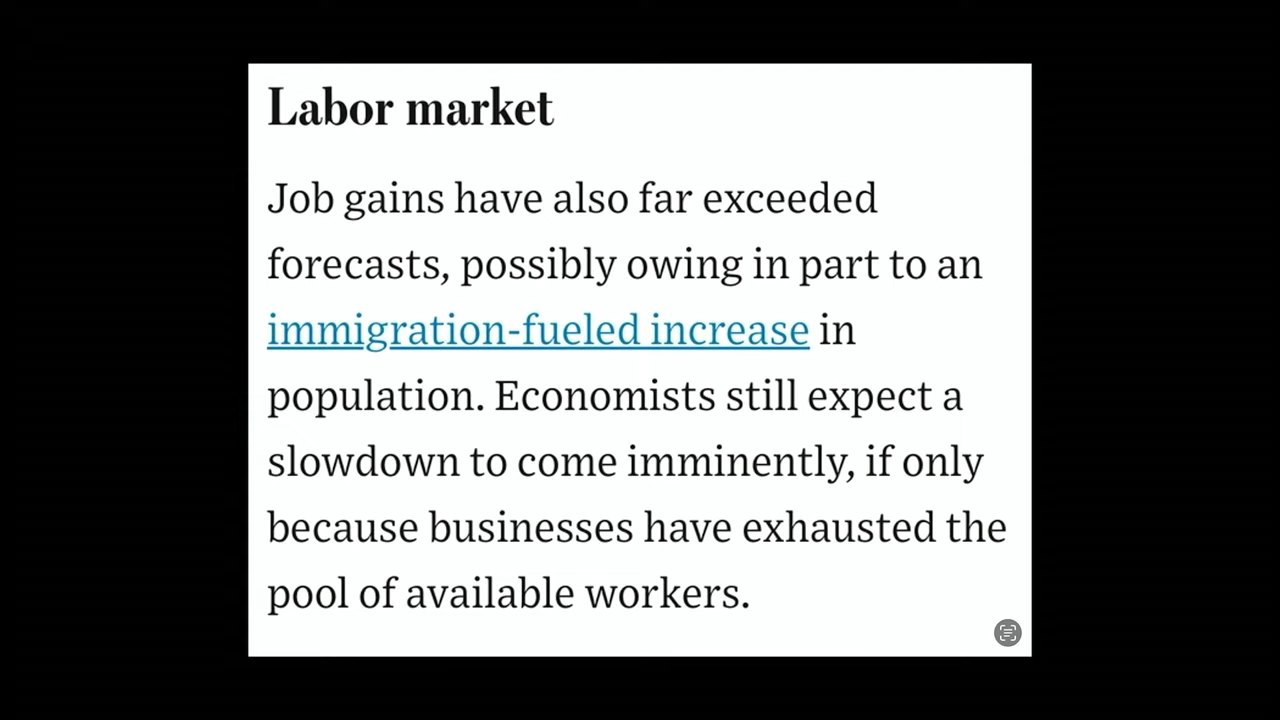 Labor market
Job gains have also far exceeded
forecasts, possibly owing in part to an
immigration-fueled increase in
population. Economists still expect a
slowdown to come imminently, if only
because businesses have exhausted the
pool of available workers.